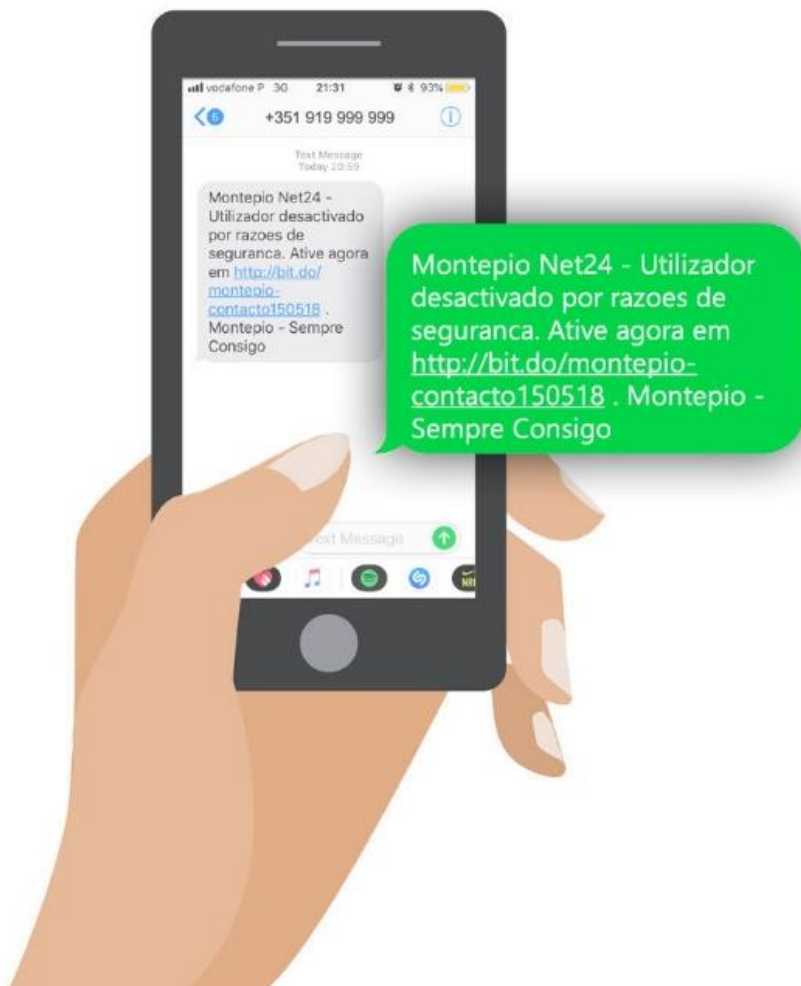 vodafone P 3G 21:31 93%
5
+351 919 999 999
Text Message
Today 20:59
Montepio Net24 -
Utilizador desactivado
por razoes de
seguranca. Ative agora
em http://bit.do/
montepio-
contacto150518 .
Montepio - Sempre
Consigo
Montepio Net24 - Utilizador
desactivado por razoes de
seguranca. Ative agora em
http://bit.do/montepio-
contacto150518 . Montepio -
Sempre Consigo
Text Message